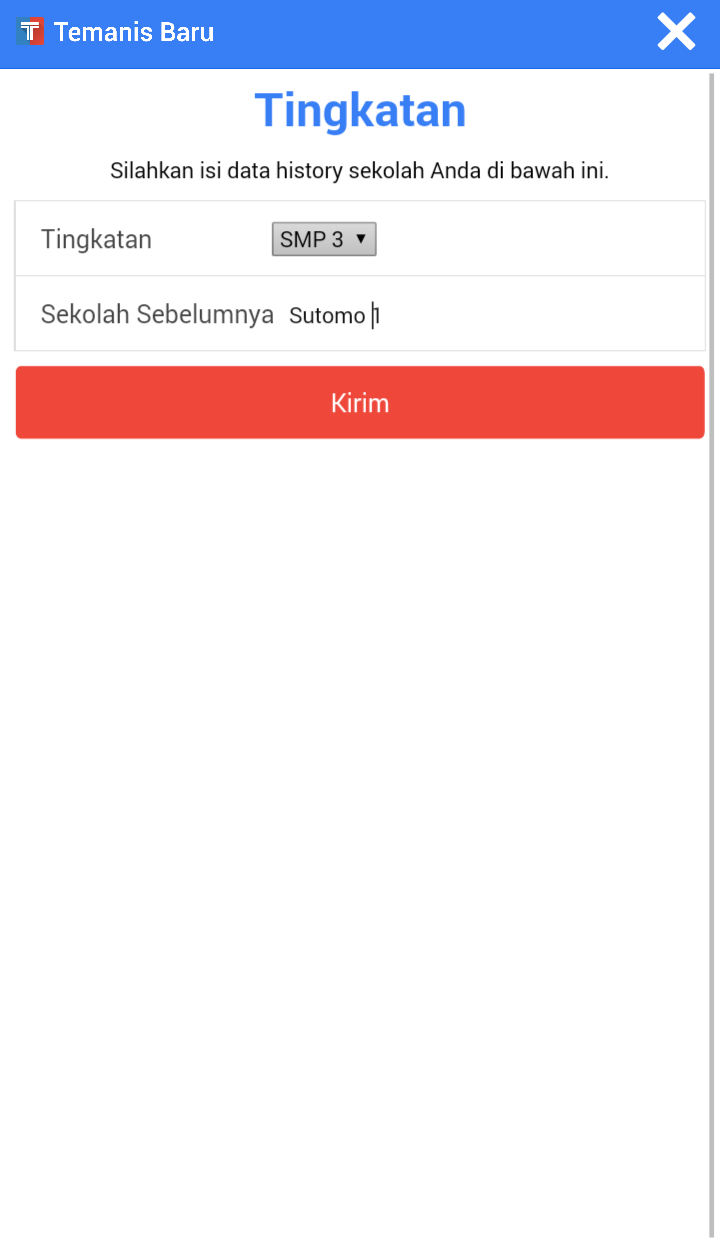 Temanis Baru
Tingkatan
Silahkan isi data history sekolah Anda di bawah ini.
Tingkatan SMP 3
Sekolah Sebelumnya Sutomo 1
Kirim